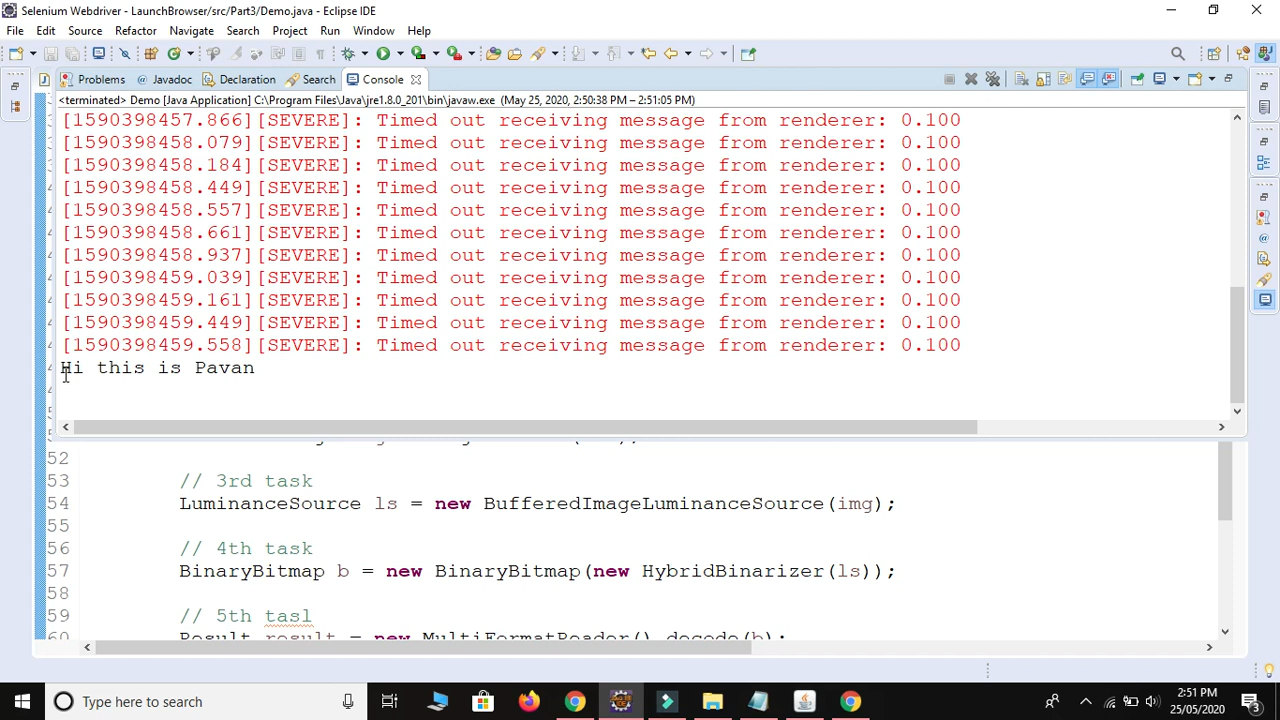 Selenium Webdriver - LaunchBrowser/src/Part3/Demo.java - Eclipse IDE
File Edit Source Refactor Navigate Search Project Run Window Help
Problems Javadoc Declaration Search Console
<terminated> Demo [Java Application] C:\Program Files\Java\jre1.8.0_201\bin\javaw.exe (May 25, 2020, 2:50:38 PM – 2:51:05 PM)
[1590398457.866][SEVERE]: Timed out receiving message from renderer: 0.100
[1590398458.079][SEVERE]: Timed out receiving message from renderer: 0.100
[1590398458.184][SEVERE]: Timed out receiving message from renderer: 0.100
[1590398458.449][SEVERE]: Timed out receiving message from renderer: 0.100
[1590398458.557][SEVERE]: Timed out receiving message from renderer: 0.100
[1590398458.661][SEVERE]: Timed out receiving message from renderer: 0.100
[1590398458.937][SEVERE]: Timed out receiving message from renderer: 0.100
[1590398459.039][SEVERE]: Timed out receiving message from renderer: 0.100
[1590398459.161][SEVERE]: Timed out receiving message from renderer: 0.100
[1590398459.449][SEVERE]: Timed out receiving message from renderer: 0.100
[1590398459.558][SEVERE]: Timed out receiving message from renderer: 0.100
Hi this is Pavan
52
53 // 3rd task
54 LuminanceSource ls = new BufferedImageLuminanceSource(img);
55
56 // 4th task
57 BinaryBitmap b = new BinaryBitmap(new HybridBinarizer(ls));
58
59 // 5th tasl
60 Result result = new MultiFormatReader().decode(b);
Type here to search
2:51 PM
25/05/2020
3